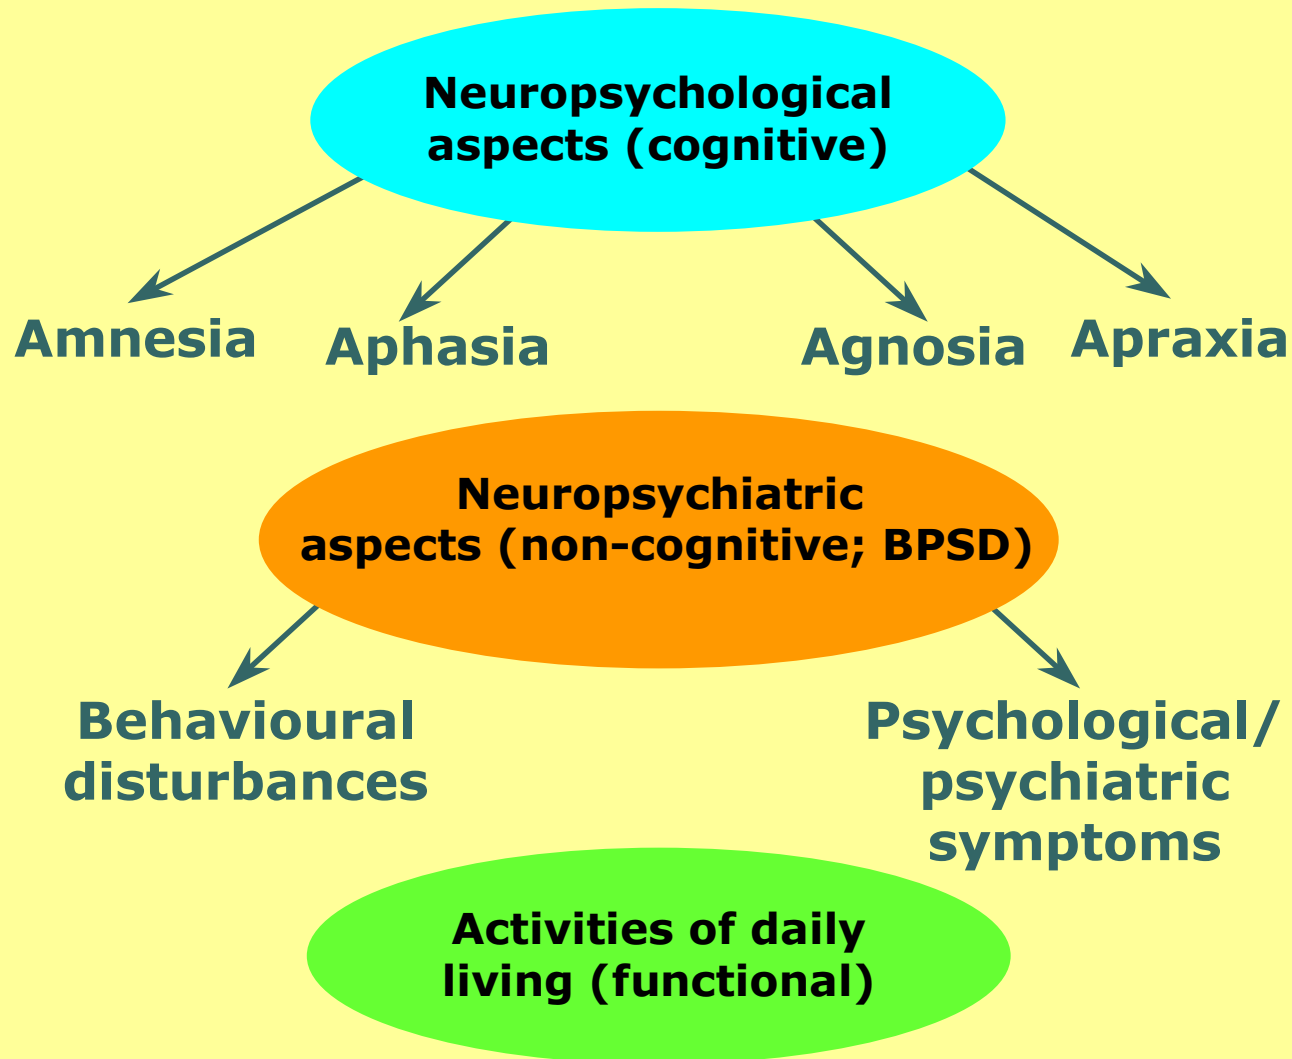 Neuropsychological
aspects (cognitive)
Amnesia
Aphasia
Agnosia
Apraxia
Neuropsychiatric
aspects (non-cognitive; BPSD)
Behavioural
disturbances
Psychological/
psychiatric
symptoms
Activities of daily
living (functional)